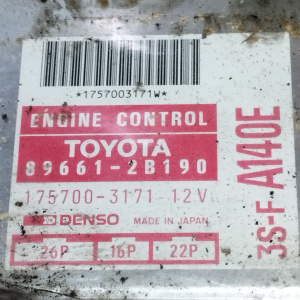 *1757003171W*
ENGINE CONTROL
TOYOTA
89661-2B190
175700-3171 12V
DENSO MADE IN JAPAN
26P 16P 22P
3S-F A140E